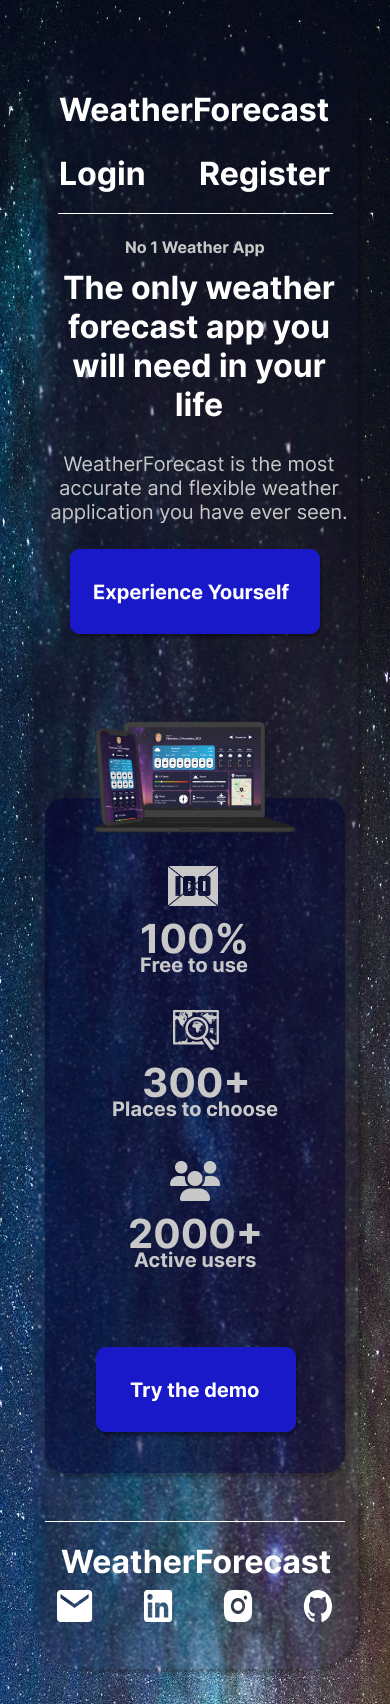 WeatherForecast
Login Register
No 1 Weather App
The only weather
forecast app you
will need in your
life
WeatherForecast is the most
accurate and flexible weather
application you have ever seen.
Experience Yourself
100
100%
Free to use
300+
Places to choose
2000+
Active users
Try the demo
WeatherForecast
in